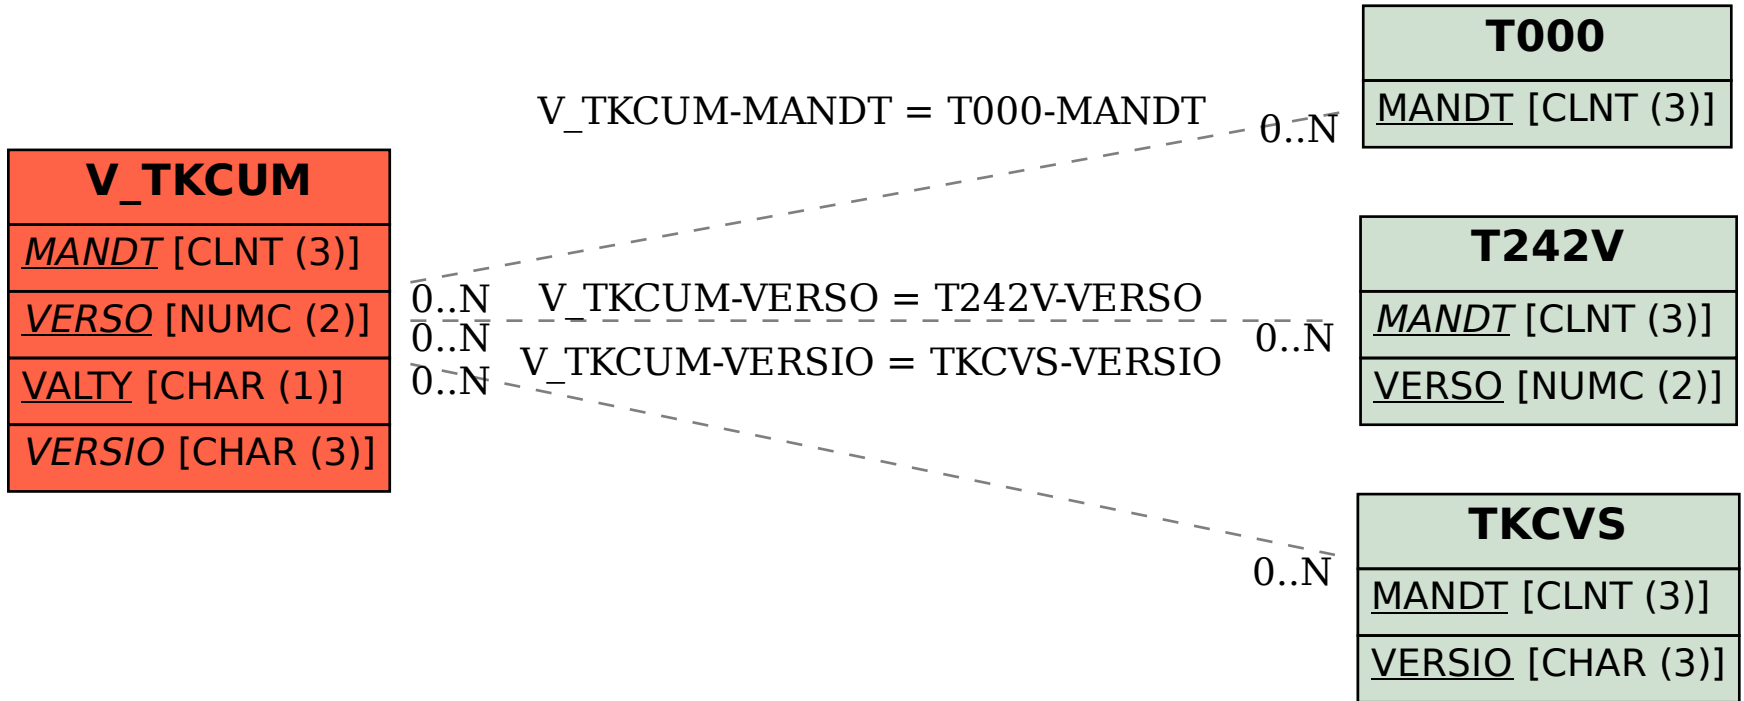 V_TKCUM
MANDT [CLNT (3)]
VERSO [NUMC (2)]
VALTY [CHAR (1)]
VERSIO [CHAR (3)]
V_TKCUM-MANDT = T000-MANDT
0..N
0..N
V_TKCUM-VERSO = T242V-VERSO
0..N
0..N
V_TKCUM-VERSIO = TKCVS-VERSIO
0..N
0..N
T000
MANDT [CLNT (3)]
T242V
MANDT [CLNT (3)]
VERSO [NUMC (2)]
TKCVS
MANDT [CLNT (3)]
VERSIO [CHAR (3)]